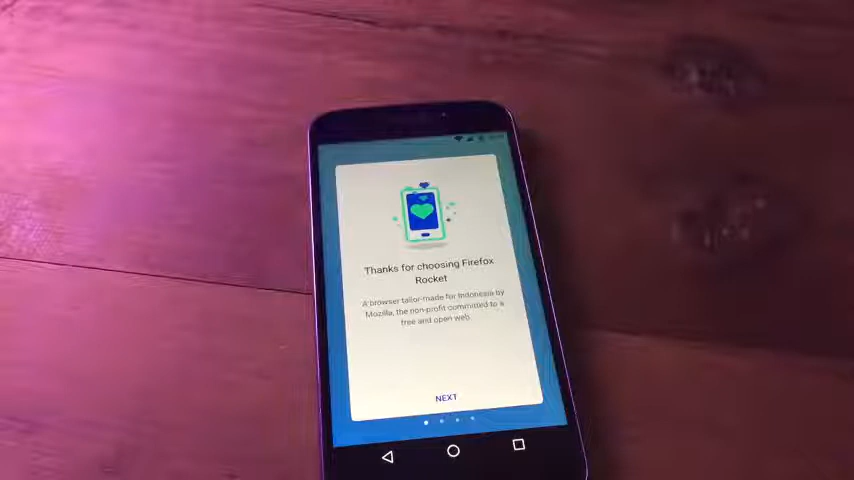 Thanks for choosing Firefox
Rocket
A browser tailor-made for Indonesia by
Mozilla, the non-profit committed to a
free and open web.
NEXT